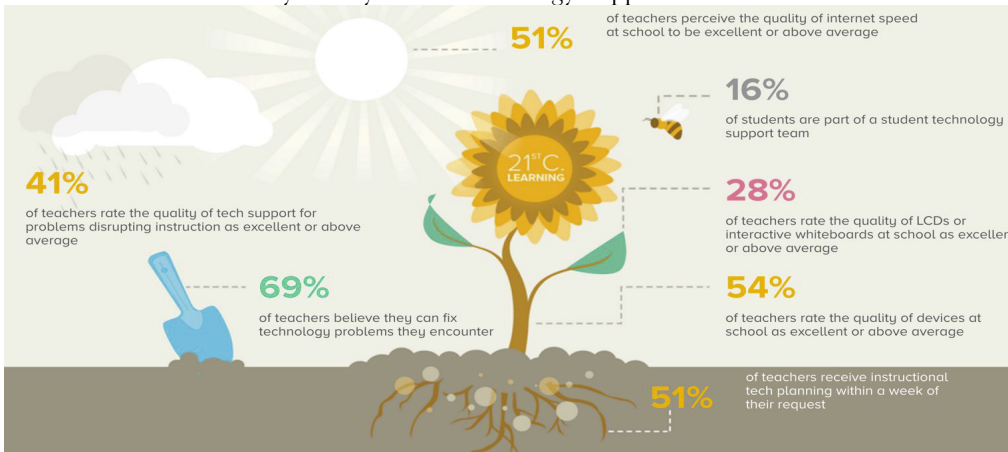 51%
of teachers perceive the quality of internet speed
at school to be excellent or above average
16%
of students are part of a student technology
support team
21ST C.
LEARNING
41%
of teachers rate the quality of tech support for
problems disrupting instruction as excellent or above
average
28%
of teachers rate the quality of LCDs or
interactive whiteboards at school as excellen
or above average
69%
of teachers believe they can fix
technology problems they encounter
54%
of teachers rate the quality of devices at
school as excellent or above average
51%
of teachers receive instructional
tech planning within a week of
their request